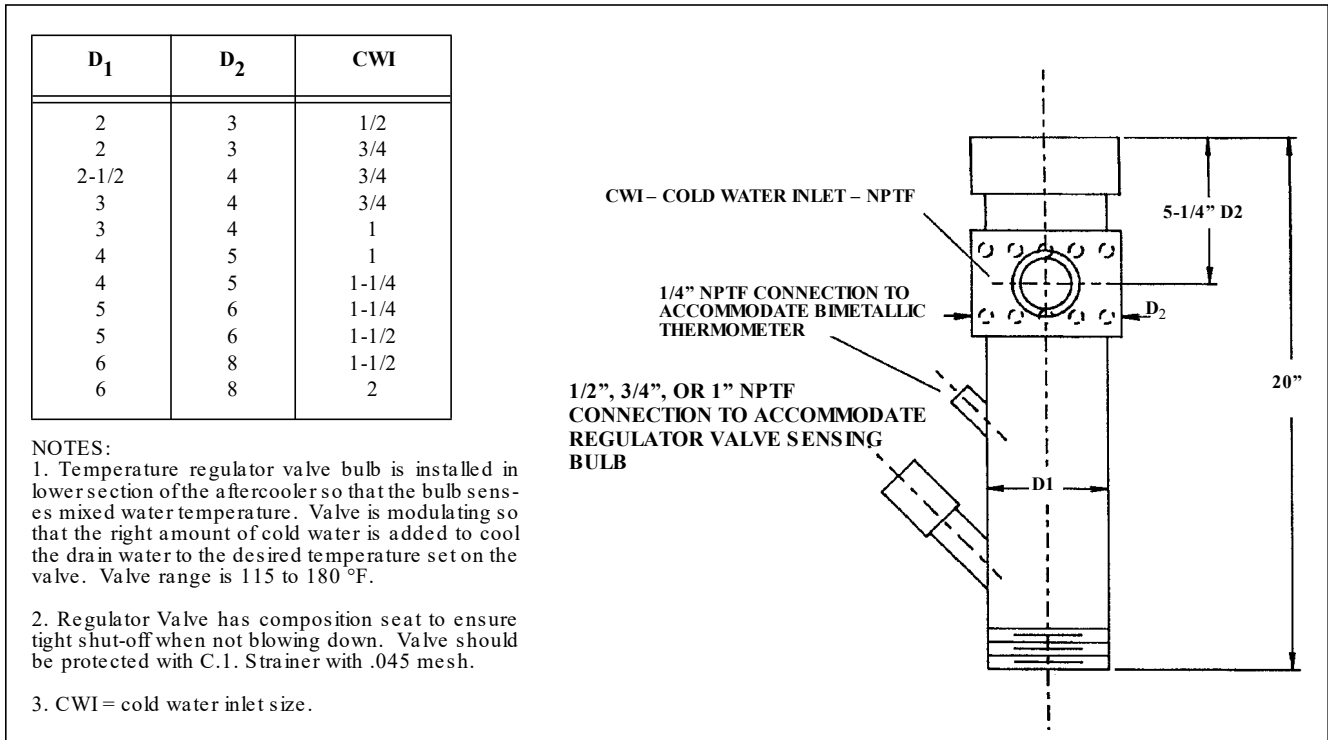 D1 D2 CWI
2 3 1/2
2 3 3/4
2-1/2 4 3/4
3 4 3/4
3 4 1
4 5 1
4 5 1-1/4
5 6 1-1/4
5 6 1-1/2
6 8 1-1/2
6 8 2
NOTES:
1. Temperature regulator valve bulb is installed in
lower section of the aftercooler so that the bulb sens-
es mixed water temperature. Valve is modulating so
that the right amount of cold water is added to cool
the drain water to the desired temperature set on the
valve. Valve range is 115 to 180 °F.
2. Regulator Valve has composition seat to ensure
tight shut-off when not blowing down. Valve should
be protected with C.1. Strainer with .045 mesh.
3. CWI = cold water inlet size.
CWI – COLD WATER INLET – NPTF
5-1/4” D2
1/4” NPTF CONNECTION TO
ACCOMMODATE BIMETALLIC
THERMOMETER
D2
20”
1/2”, 3/4”, OR 1” NPTF
CONNECTION TO ACCOMMODATE
REGULATOR VALVE SENSING
BULB
D1